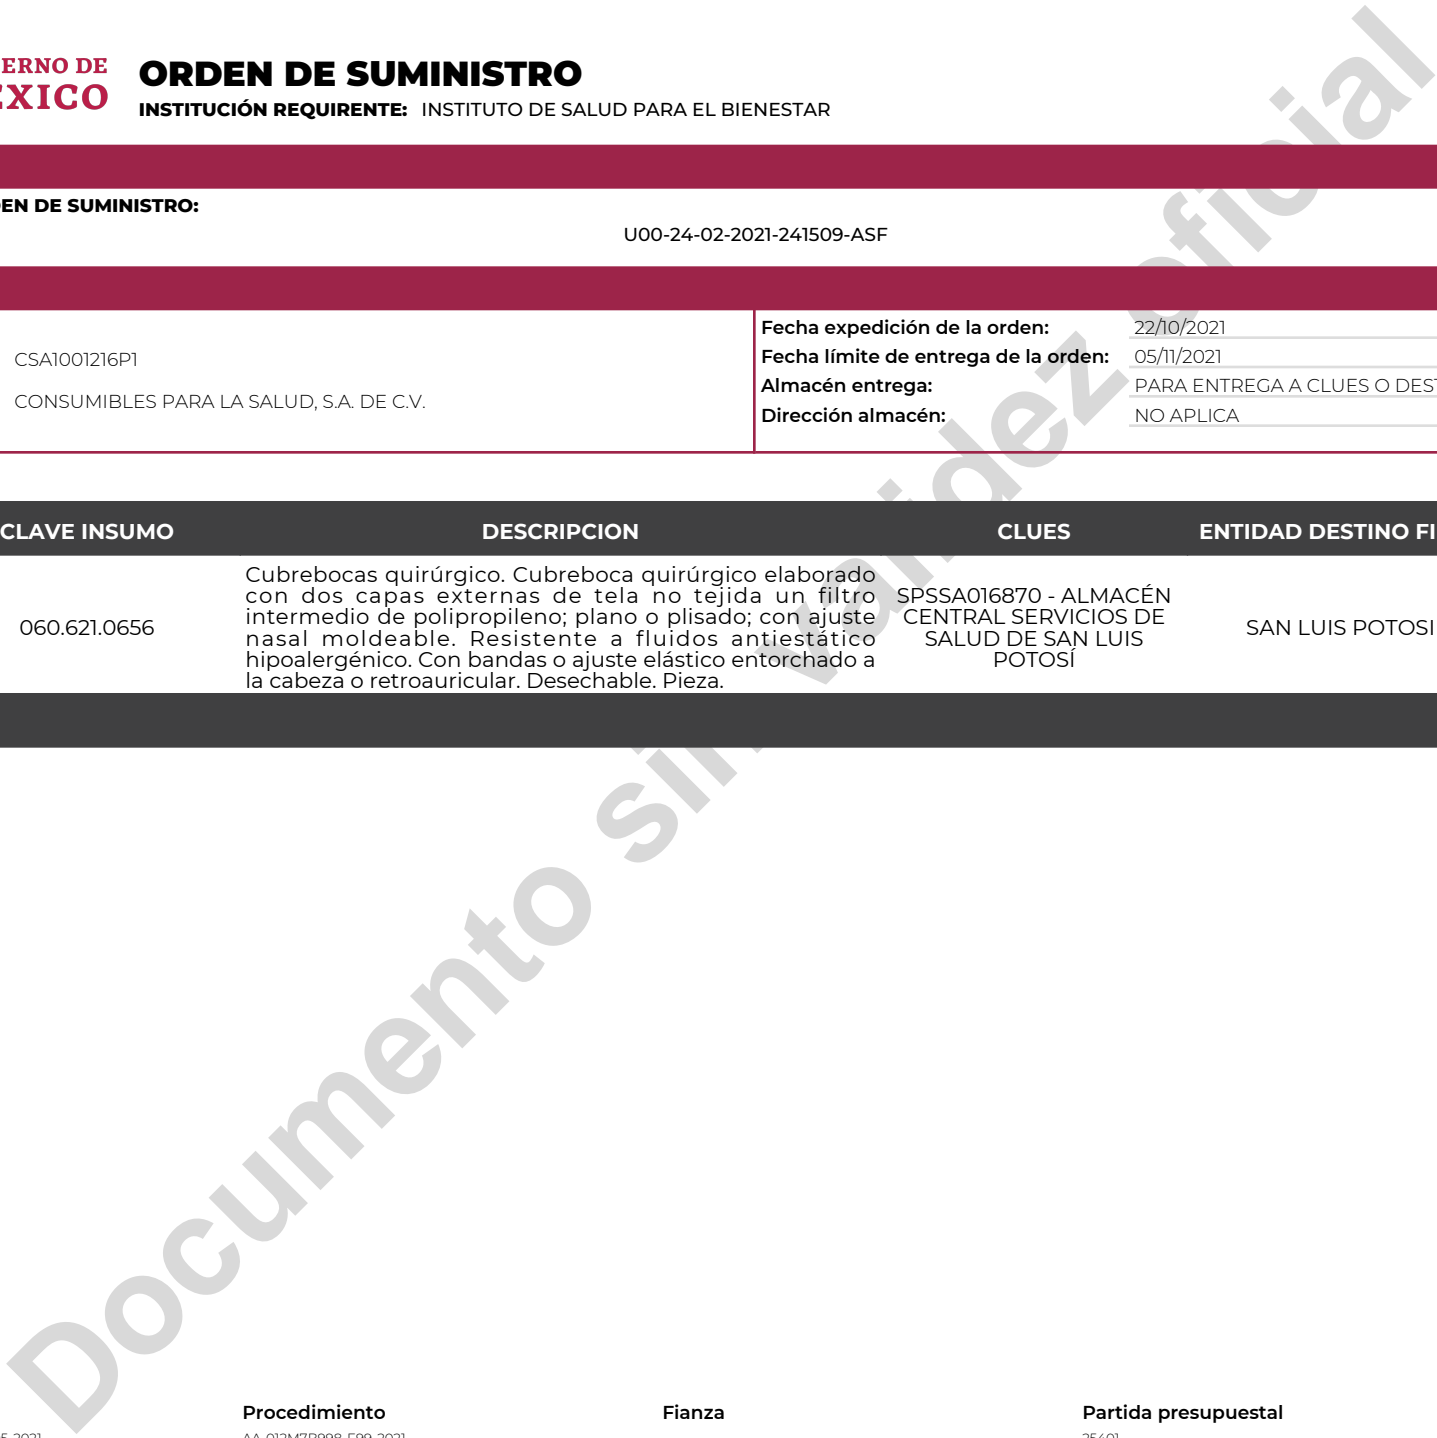 ERNO DE
ÉXICO
ORDEN DE SUMINISTRO
INSTITUCIÓN REQUIRENTE: INSTITUTO DE SALUD PARA EL BIENESTAR
EN DE SUMINISTRO:
U00-24-02-2021-241509-ASF
CSA1001216P1
CONSUMIBLES PARA LA SALUD, S.A. DE C.V.
Fecha expedición de la orden: 22/10/2021
Fecha límite de entrega de la orden: 05/11/2021
Almacén entrega: PARA ENTREGA A CLUES O DEST
Dirección almacén: NO APLICA
CLAVE INSUMO DESCRIPCION CLUES ENTIDAD DESTINO FI
060.621.0656
Cubrebocas quirúrgico. Cubreboca quirúrgico elaborado
con dos capas externas de tela no tejida un filtro
intermedio de polipropileno; plano o plisado; con ajuste
nasal moldeable. Resistente a fluidos antiestático
hipoalergénico. Con bandas o ajuste elástico entorchado a
la cabeza o retroauricular. Desechable. Pieza.
SPSSA016870 - ALMACÉN
CENTRAL SERVICIOS DE
SALUD DE SAN LUIS
POTOSÍ
SAN LUIS POTOSI
Documento sin validez oficial
Procedimiento Fianza Partida presupuestal